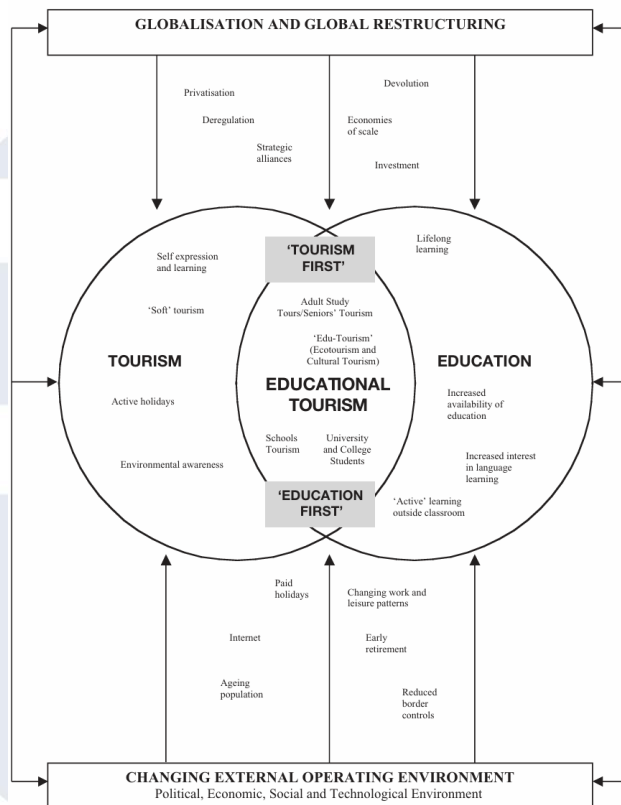 GLOBALISATION AND GLOBAL RESTRUCTURING
Privatisation
Devolution
Deregulation
Economies
of scale
Strategic
alliances
Investment
'TOURISM
FIRST'
Lifelong
learning
Self expression
and learning
'Soft' tourism
Adult Study
Tours/Seniors' Tourism
'Edu-Tourism'
(Ecotourism and
Cultural Tourism)
TOURISM
EDUCATION
EDUCATIONAL
TOURISM
Active holidays
Increased
availability of
education
Schools
Tourism
University
and College
Students
Environmental awareness
Increased interest
in language
learning
'EDUCATION
FIRST'
'Active' learning
outside classroom
Paid
holidays
Changing work and
leisure patterns
Internet
Early
retirement
Ageing
population
Reduced
border
controls
CHANGING EXTERNAL OPERATING ENVIRONMENT
Political, Economic, Social and Technological Environment